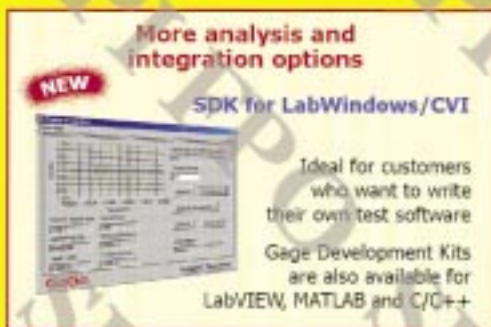 More analysis and
integration options
NEW
SDK for LabWindows/CVI
Ideal for customers
who want to write
their own test software
Gage Development Kits
are also available for
LabVIEW, MATLAB and C/C++